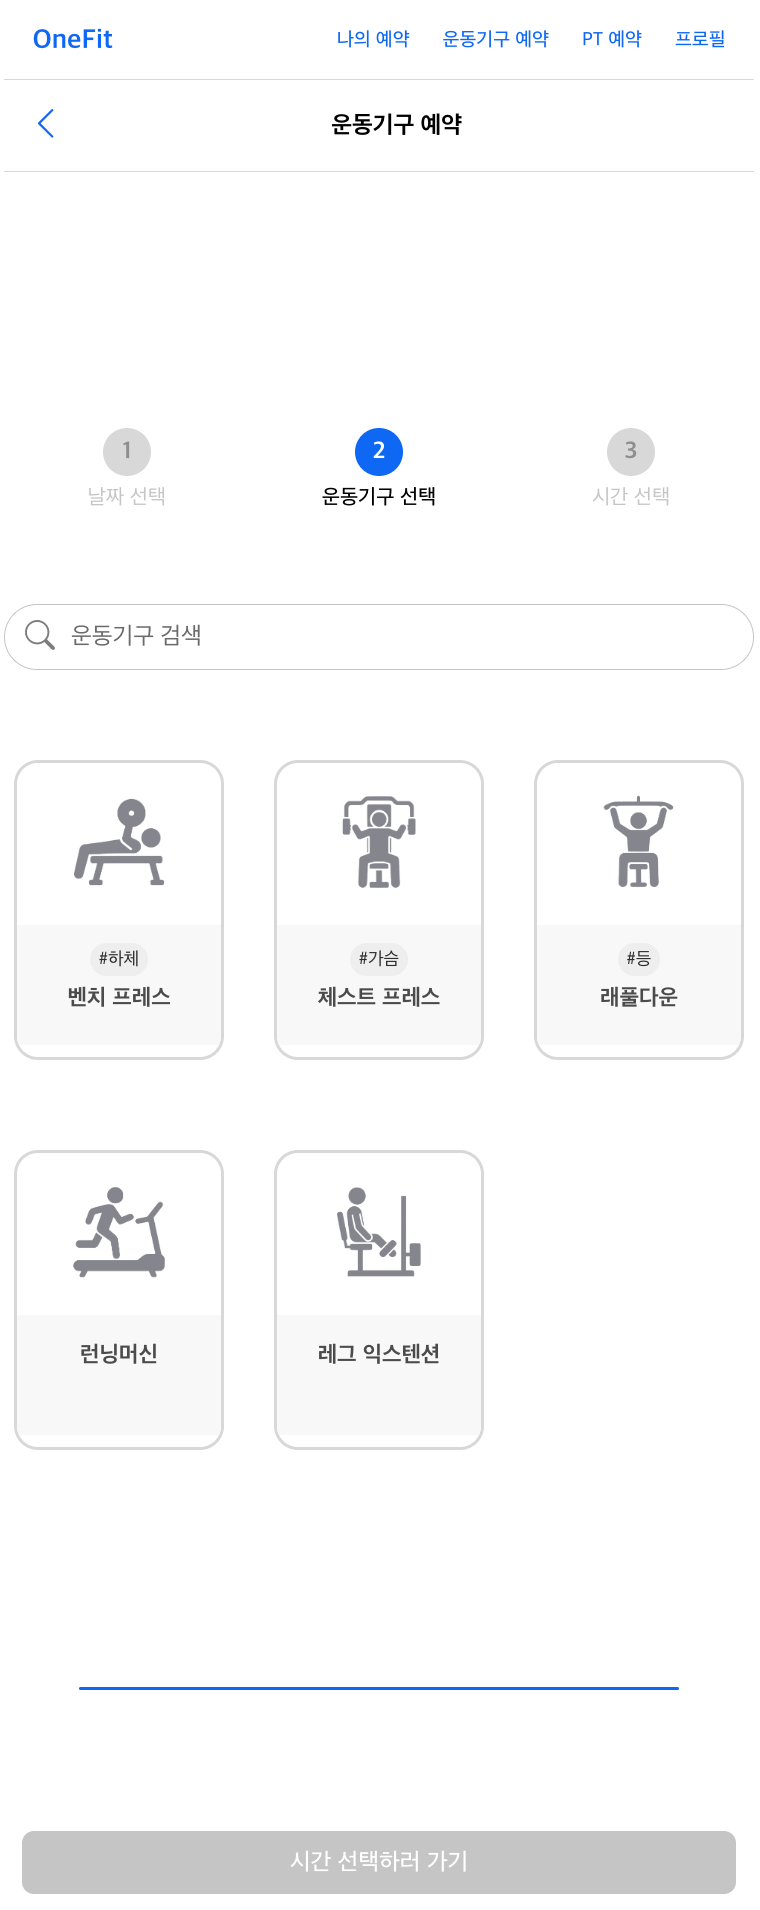 OneFit
나의 예약 운동기구 예약 PT 예약 프로필
운동기구 예약
1 2 3
날짜 선택 운동기구 선택 시간 선택
운동기구 검색
#하체 #가슴 #등
벤치 프레스 체스트 프레스 래풀다운
런닝머신 레그 익스텐션
시간 선택하러 가기